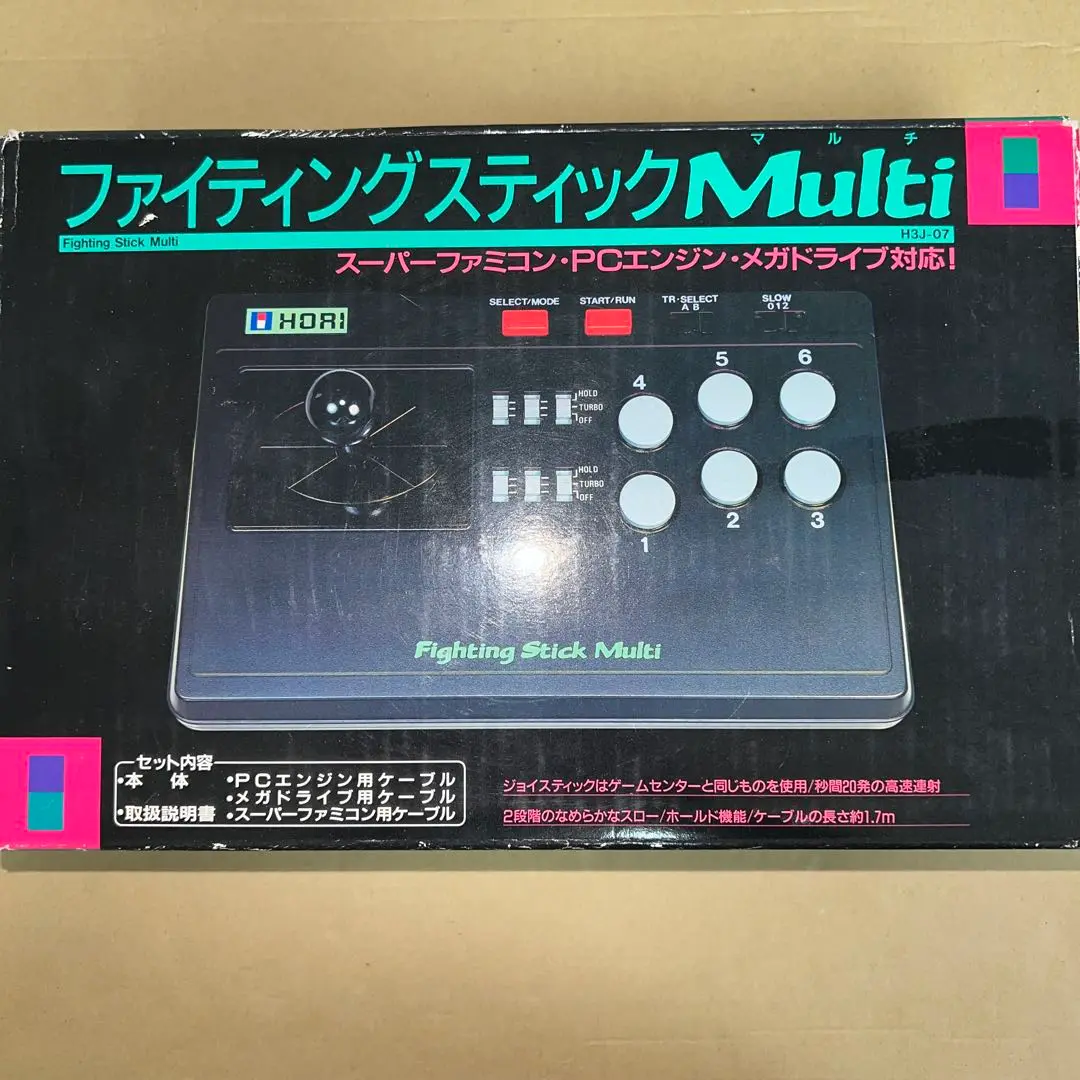 マルチ
ファイティングスティックMulti
Fighting Stick Multi
H3J-07
スーパーファミコン・PCエンジン・メガドライブ対応!
HORI
SELECT/MODE
START/RUN
TR・SELECT
A B
SLOW
0 1 2
HOLD
TURBO
OFF
HOLD
TURBO
OFF
4
5
6
1
2
3
Fighting Stick Multi
セット内容
・本 体 ・PCエンジン用ケーブル
・メガドライブ用ケーブル
・取扱説明書 ・スーパーファミコン用ケーブル
ジョイスティックはゲームセンターと同じものを使用/秒間20発の高速連射
2段階のなめらかなスロー/ホールド機能/ケーブルの長さ約1.7m